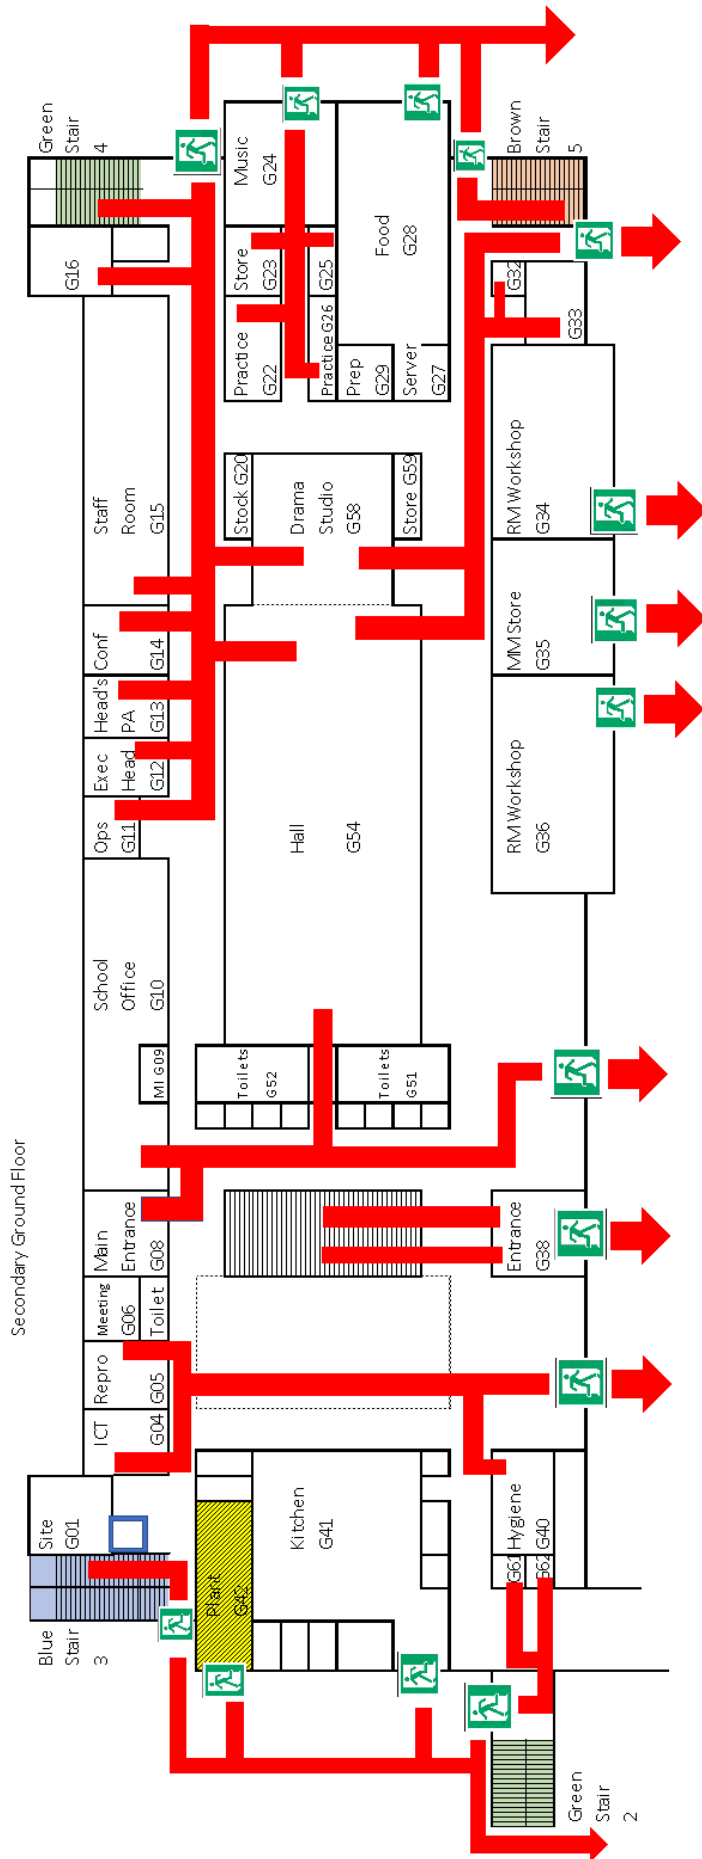 Secondary Ground Floor
Blue
Stair
3
Site
G01
ICT
G04
Repro
G05
Meeting
G06
Toilet
Main
Entrance
G08
School
Office
G10
MI G09
Ops
G11
Exec
Head
G12
Head's
PA
G13
Conf
G14
Staff
Room
G15
G16
Green
Stair
4
Plant
G42
Kitchen
G41
Toilets
G52
Toilets
G51
Hall
G54
Stock G20
Drama
Studio
G58
Store G59
Practice
G22
Store
G23
Music
G24
G25
Practice G26
Prep
G29
Server
G27
Food
G28
Green
Stair
2
G61
G62
Hygiene
G40
Entrance
G38
RM Workshop
G36
MM Store
G35
RM Workshop
G34
G33
G32
Brown
Stair
5